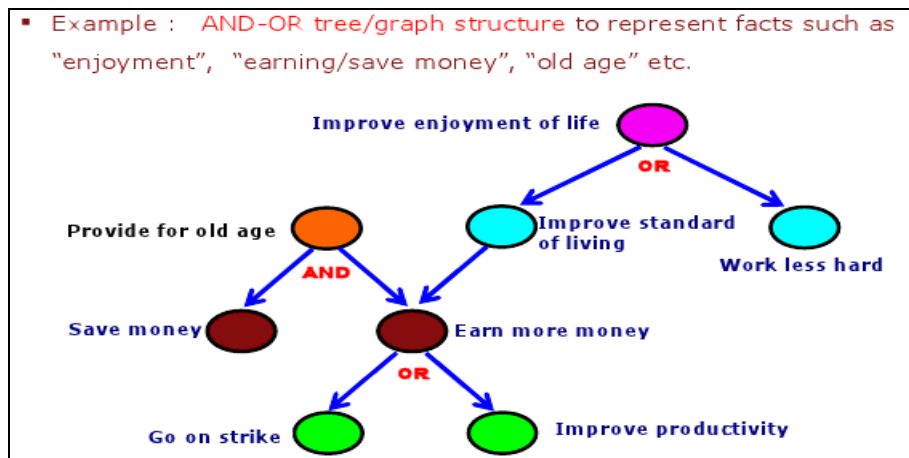 ▪ Example : AND-OR tree/graph structure to represent facts such as
“enjoyment”, “earning/save money”, “old age” etc.
Improve enjoyment of life
OR
Provide for old age
Improve standard
of living
Work less hard
AND
Save money
Earn more money
OR
Go on strike
Improve productivity